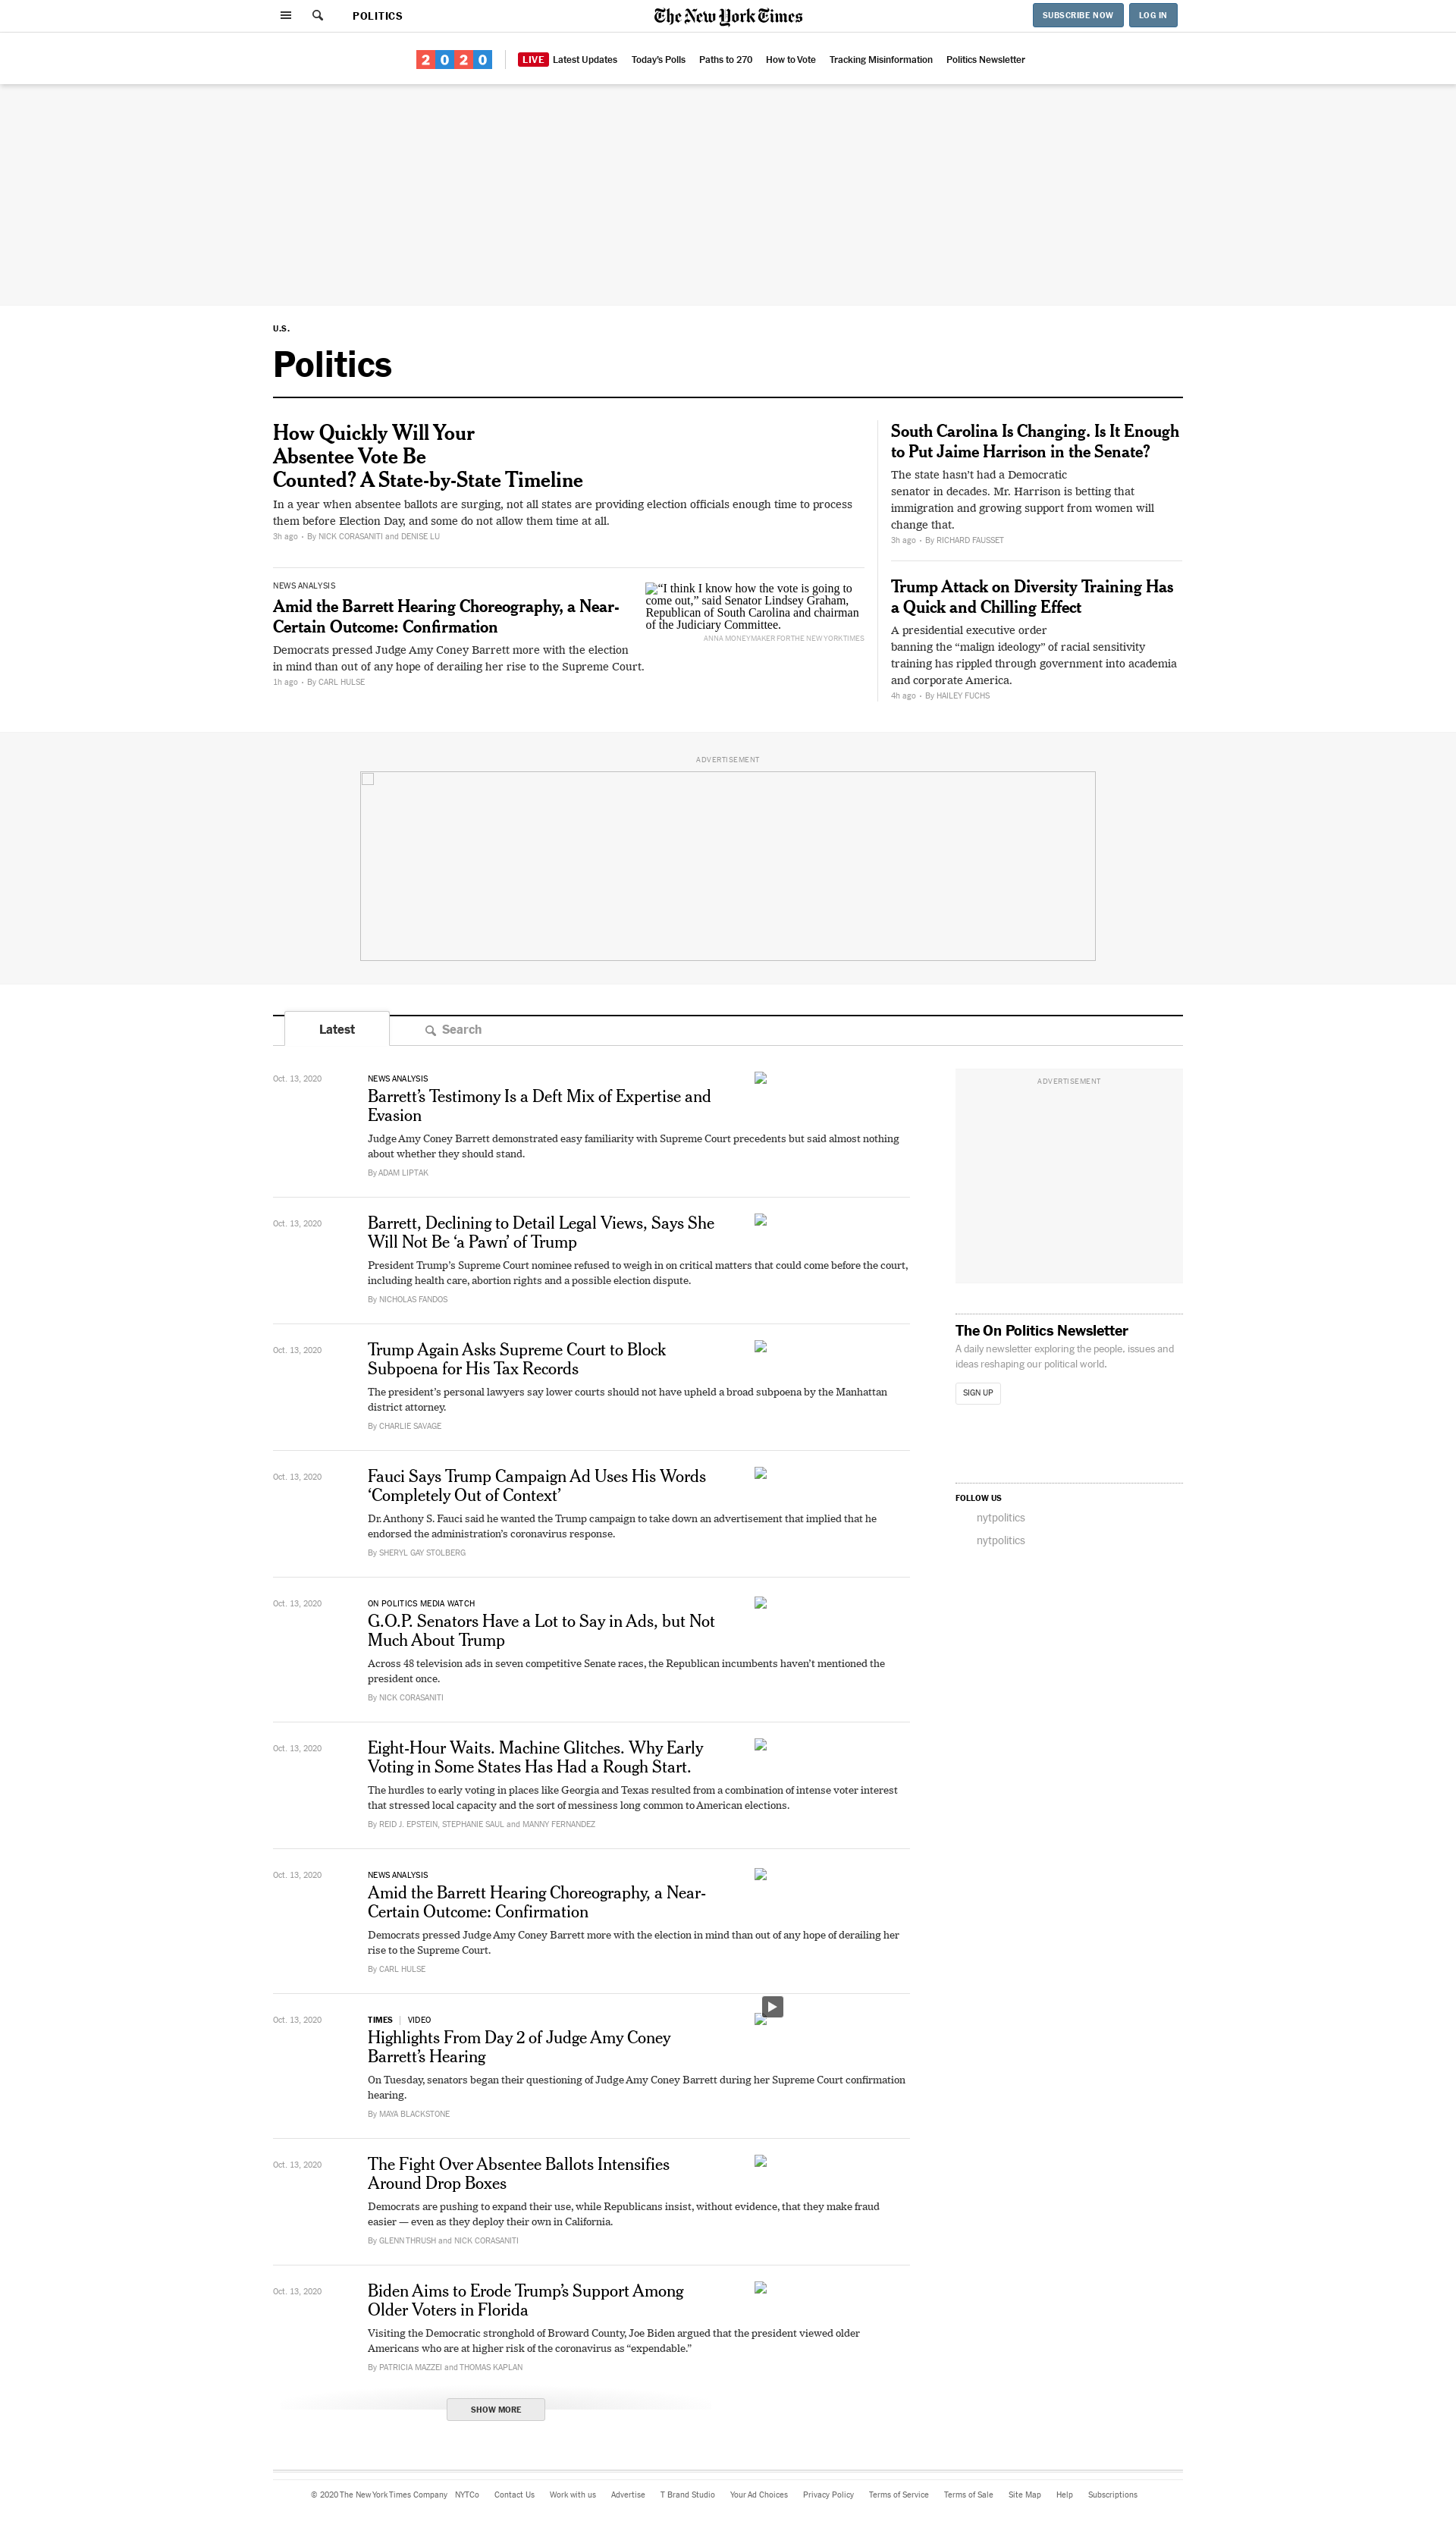 POLITICS
The New York Times
SUBSCRIBE NOW
LOG IN
2020
LIVE Latest Updates Today's Polls Paths to 270 How to Vote Tracking Misinformation Politics Newsletter
U.S.
Politics
How Quickly Will Your
Absentee Vote Be
Counted? A State-by-State Timeline
In a year when absentee ballots are surging, not all states are providing election officials enough time to process
them before Election Day, and some do not allow them time at all.
3h ago • By NICK CORASANITI and DENISE LU
NEWS ANALYSIS
Amid the Barrett Hearing Choreography, a Near-
Certain Outcome: Confirmation
Democrats pressed Judge Amy Coney Barrett more with the election
in mind than out of any hope of derailing her rise to the Supreme Court.
1h ago • By CARL HULSE
“I think I know how the vote is going to
come out,” said Senator Lindsey Graham,
Republican of South Carolina and chairman
of the Judiciary Committee.
ANNA MONEYMAKER FOR THE NEW YORK TIMES
South Carolina Is Changing. Is It Enough
to Put Jaime Harrison in the Senate?
The state hasn’t had a Democratic
senator in decades. Mr. Harrison is betting that
immigration and growing support from women will
change that.
3h ago • By RICHARD FAUSSET
Trump Attack on Diversity Training Has
a Quick and Chilling Effect
A presidential executive order
banning the “malign ideology” of racial sensitivity
training has rippled through government into academia
and corporate America.
4h ago • By HAILEY FUCHS
ADVERTISEMENT
Latest
Search
Oct. 13, 2020
NEWS ANALYSIS
Barrett’s Testimony Is a Deft Mix of Expertise and
Evasion
Judge Amy Coney Barrett demonstrated easy familiarity with Supreme Court precedents but said almost nothing
about whether they should stand.
By ADAM LIPTAK
Oct. 13, 2020
Barrett, Declining to Detail Legal Views, Says She
Will Not Be ‘a Pawn’ of Trump
President Trump’s Supreme Court nominee refused to weigh in on critical matters that could come before the court,
including health care, abortion rights and a possible election dispute.
By NICHOLAS FANDOS
Oct. 13, 2020
Trump Again Asks Supreme Court to Block
Subpoena for His Tax Records
The president’s personal lawyers say lower courts should not have upheld a broad subpoena by the Manhattan
district attorney.
By CHARLIE SAVAGE
Oct. 13, 2020
Fauci Says Trump Campaign Ad Uses His Words
‘Completely Out of Context’
Dr. Anthony S. Fauci said he wanted the Trump campaign to take down an advertisement that implied that he
endorsed the administration’s coronavirus response.
By SHERYL GAY STOLBERG
Oct. 13, 2020
ON POLITICS MEDIA WATCH
G.O.P. Senators Have a Lot to Say in Ads, but Not
Much About Trump
Across 48 television ads in seven competitive Senate races, the Republican incumbents haven’t mentioned the
president once.
By NICK CORASANITI
Oct. 13, 2020
Eight-Hour Waits. Machine Glitches. Why Early
Voting in Some States Has Had a Rough Start.
The hurdles to early voting in places like Georgia and Texas resulted from a combination of intense voter interest
that stressed local capacity and the sort of messiness long common to American elections.
By REID J. EPSTEIN, STEPHANIE SAUL and MANNY FERNANDEZ
Oct. 13, 2020
NEWS ANALYSIS
Amid the Barrett Hearing Choreography, a Near-
Certain Outcome: Confirmation
Democrats pressed Judge Amy Coney Barrett more with the election in mind than out of any hope of derailing her
rise to the Supreme Court.
By CARL HULSE
Oct. 13, 2020
TIMES | VIDEO
Highlights From Day 2 of Judge Amy Coney
Barrett’s Hearing
On Tuesday, senators began their questioning of Judge Amy Coney Barrett during her Supreme Court confirmation
hearing.
By MAYA BLACKSTONE
Oct. 13, 2020
The Fight Over Absentee Ballots Intensifies
Around Drop Boxes
Democrats are pushing to expand their use, while Republicans insist, without evidence, that they make fraud
easier — even as they deploy their own in California.
By GLENN THRUSH and NICK CORASANITI
Oct. 13, 2020
Biden Aims to Erode Trump’s Support Among
Older Voters in Florida
Visiting the Democratic stronghold of Broward County, Joe Biden argued that the president viewed older
Americans who are at higher risk of the coronavirus as “expendable.”
By PATRICIA MAZZEI and THOMAS KAPLAN
SHOW MORE
ADVERTISEMENT
The On Politics Newsletter
A daily newsletter exploring the people, issues and
ideas reshaping our political world.
SIGN UP
FOLLOW US
nytpolitics
nytpolitics
© 2020 The New York Times Company NYTCo Contact Us Work with us Advertise T Brand Studio Your Ad Choices Privacy Policy Terms of Service Terms of Sale Site Map Help Subscriptions